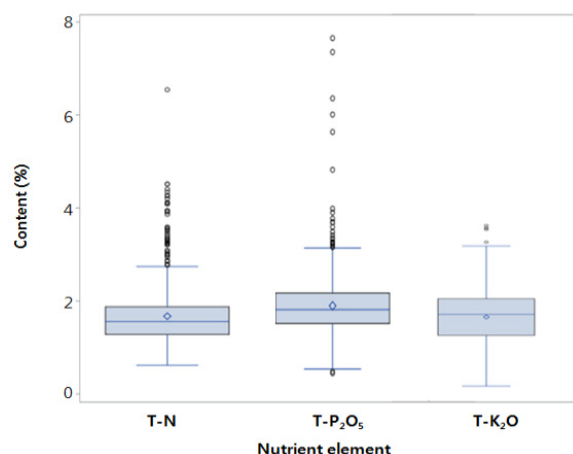 8
6
4
2
0
Content (%)
T-N T-P₂O₅ T-K₂O
Nutrient element